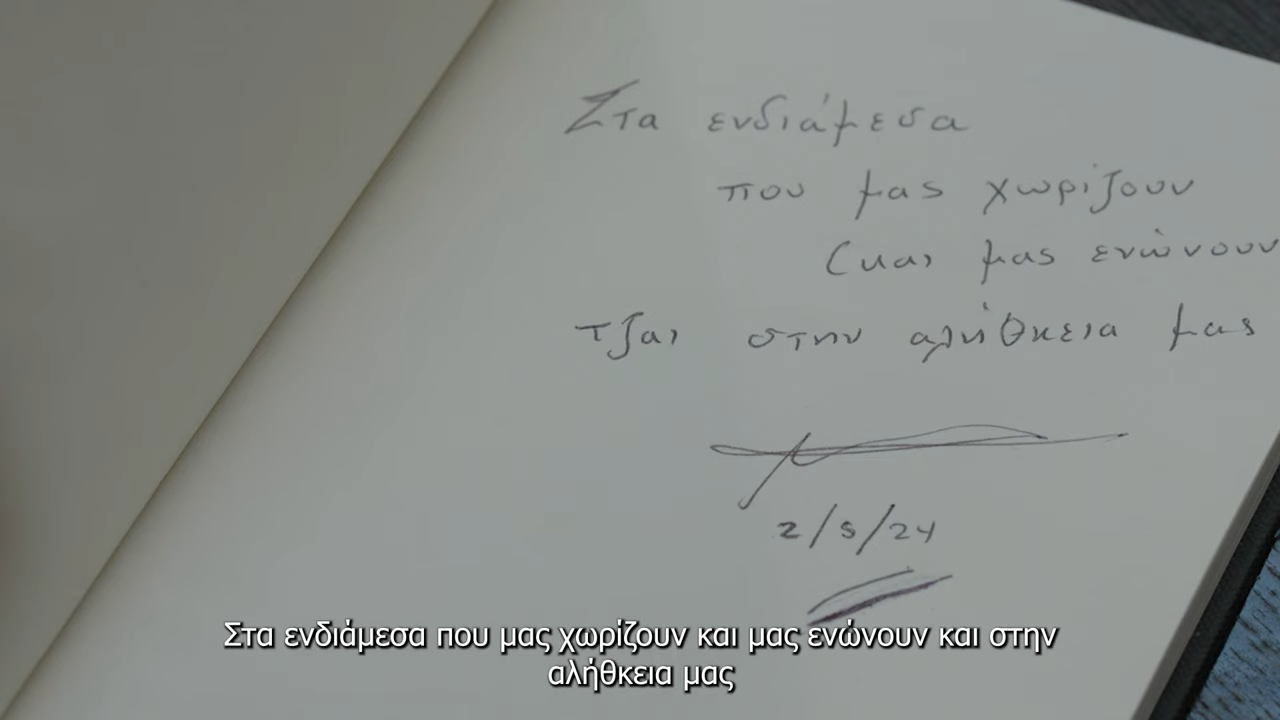 Στα ενδιάμεσα
που μας χωρίζουν
(και μας ενώνουν
τζαι στην αλήθκεια μας
2/5/24
Στα ενδιάμεσα που μας χωρίζουν και μας ενώνουν και στην
αλήθκεια μας